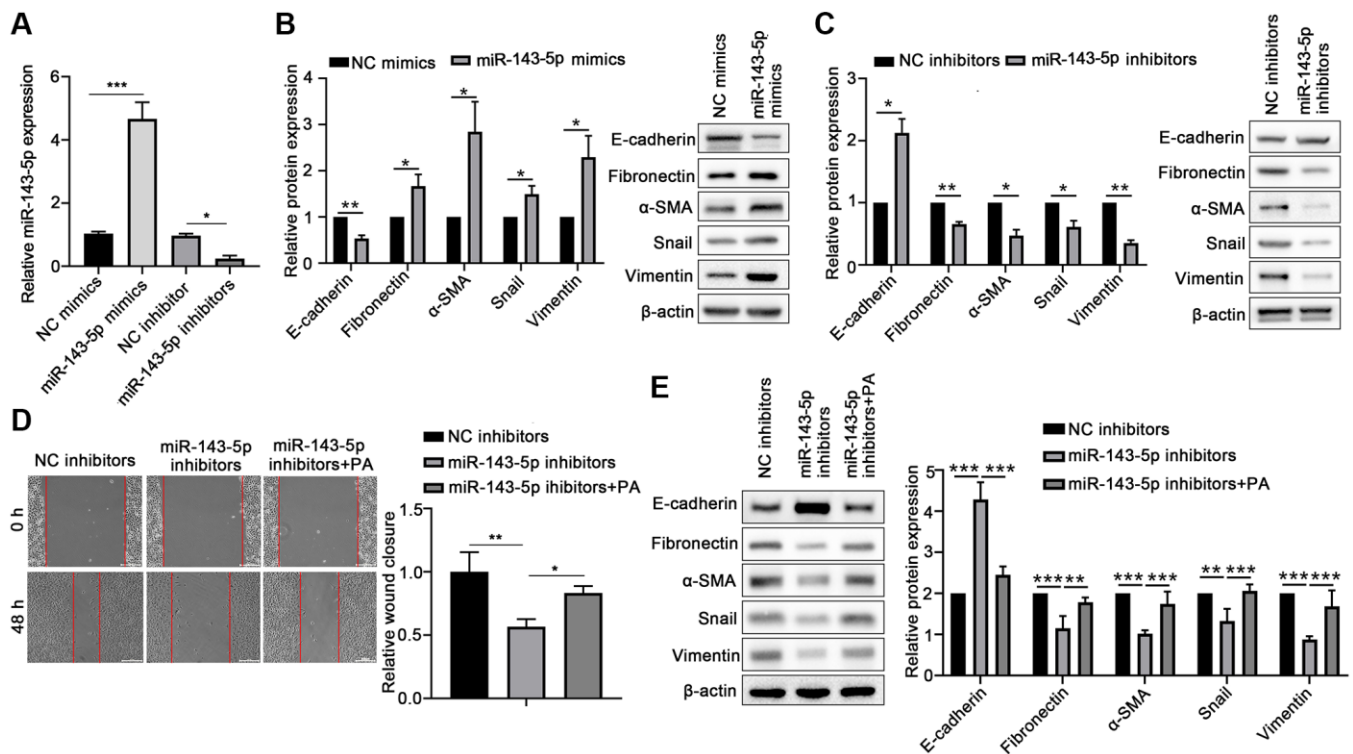 A
Relative miR-143-5p expression
6
4
2
0
***
*
NC mimics
miR-143-5p mimics
NC inhibitor
miR-143-5p inhibitors
B
NC mimics
miR-143-5p mimics
Relative protein expression
4
3
2
1
0
**
*
*
*
*
E-cadherin
Fibronectin
α-SMA
Snail
Vimentin
NC mimics
miR-143-5p
mimics
E-cadherin
Fibronectin
α-SMA
Snail
Vimentin
β-actin
C
NC inhibitors
miR-143-5p inhibitors
Relative protein expression
3
2
1
0
*
**
*
*
**
E-cadherin
Fibronectin
α-SMA
Snail
Vimentin
NC inhibitors
miR-143-5p
inhibitors
E-cadherin
Fibronectin
α-SMA
Snail
Vimentin
β-actin
D
NC inhibitors
miR-143-5p
inhibitors
miR-143-5p
inhibitors+PA
0 h
48 h
NC inhibitors
miR-143-5p inhibitors
miR-143-5p ihibitors+PA
Relative wound closure
1.5
1.0
0.5
0.0
**
*
E
NC inhibitors
miR-143-5p
inhibitors
miR-143-5p
inhibitors+PA
E-cadherin
Fibronectin
α-SMA
Snail
Vimentin
β-actin
NC inhibitors
miR-143-5p inhibitors
miR-143-5p inhibitors+PA
Relative protein expression
5
4
2
1
0
*** ***
*** **
*** ***
** ***
*** ***
E-cadherin
Fibronectin
α-SMA
Snail
Vimentin